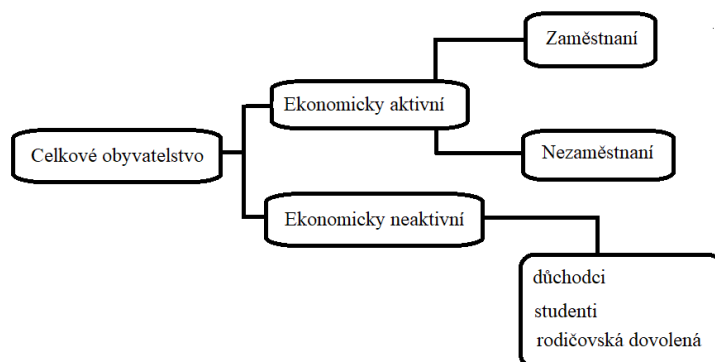 Zaměstnaní
Ekonomicky aktivní
Celkové obyvatelstvo
Nezaměstnaní
Ekonomicky neaktivní
důchodci
studenti
rodičovská dovolená